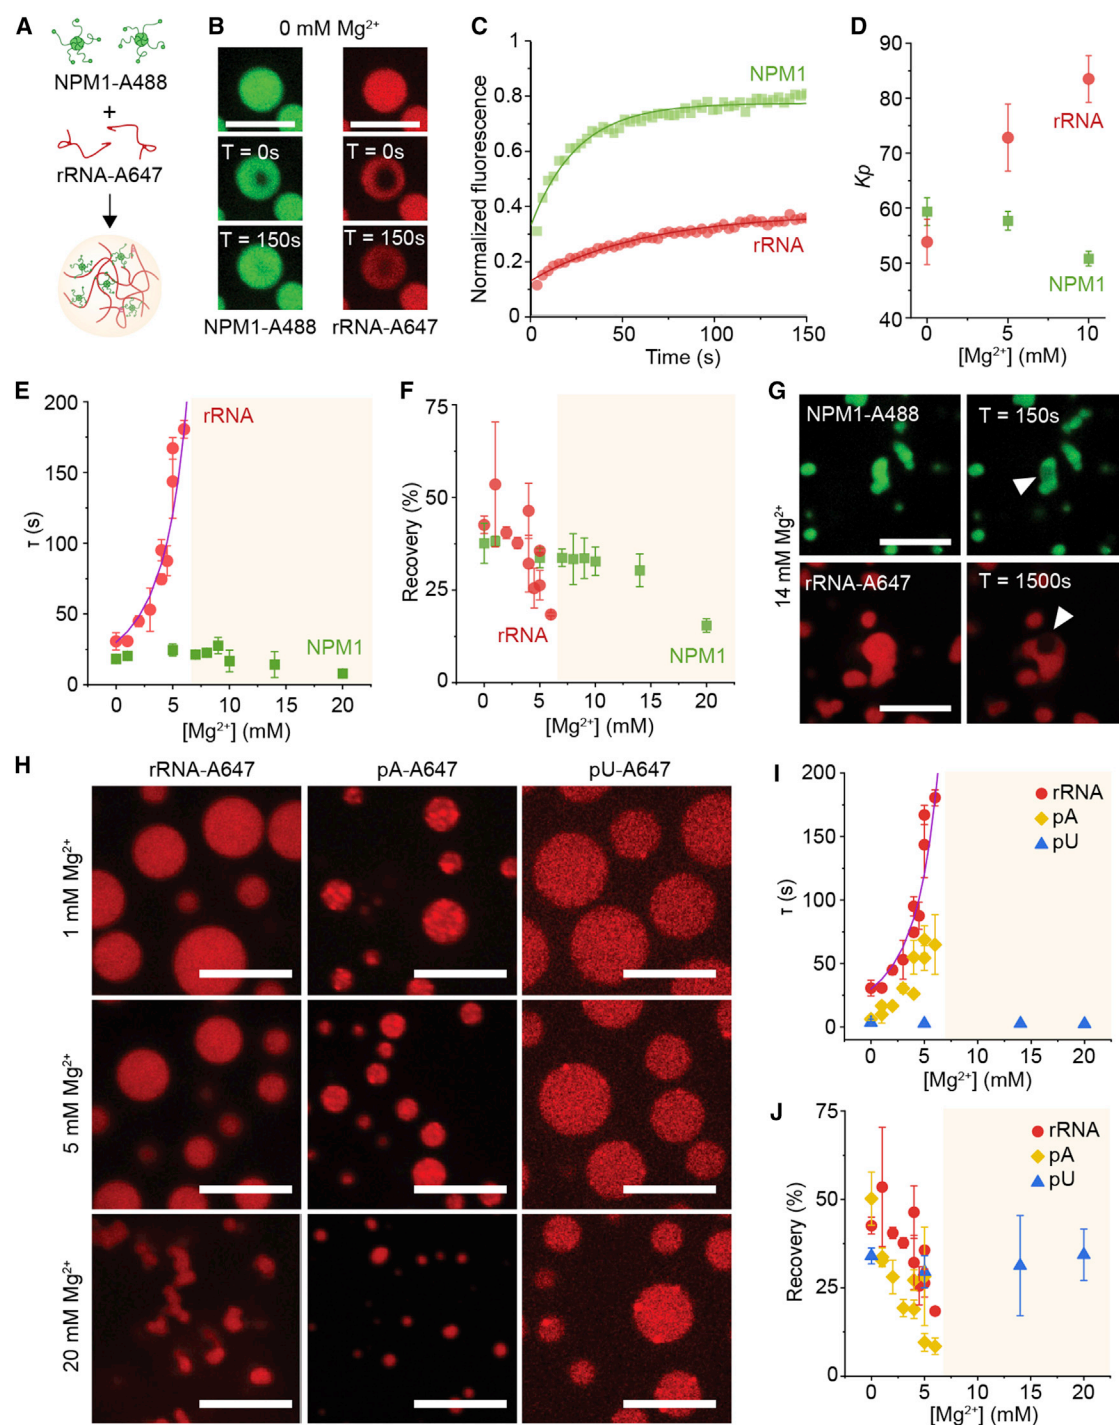 A
NPM1-A488
+
rRNA-A647
B
0 mM Mg²⁺
T = 0s
T = 0s
T = 150s
T = 150s
NPM1-A488
rRNA-A647
C
Normalized fluorescence
1
0.8
0.6
0.4
0.2
0
NPM1
rRNA
0
50
100
150
Time (s)
D
Kp
90
80
70
60
50
40
rRNA
NPM1
0
5
10
[Mg²⁺] (mM)
E
τ (s)
200
150
100
50
0
rRNA
NPM1
0
5
10
15
20
[Mg²⁺] (mM)
F
Recovery (%)
75
50
25
0
rRNA
NPM1
0
5
10
15
20
[Mg²⁺] (mM)
G
14 mM Mg²⁺
NPM1-A488
T = 150s
rRNA-A647
T = 1500s
H
rRNA-A647
pA-A647
pU-A647
1 mM Mg²⁺
5 mM Mg²⁺
20 mM Mg²⁺
I
τ (s)
200
150
100
50
0
rRNA
pA
pU
0
5
10
15
20
[Mg²⁺] (mM)
J
Recovery (%)
75
50
25
0
rRNA
pA
pU
0
5
10
15
20
[Mg²⁺] (mM)